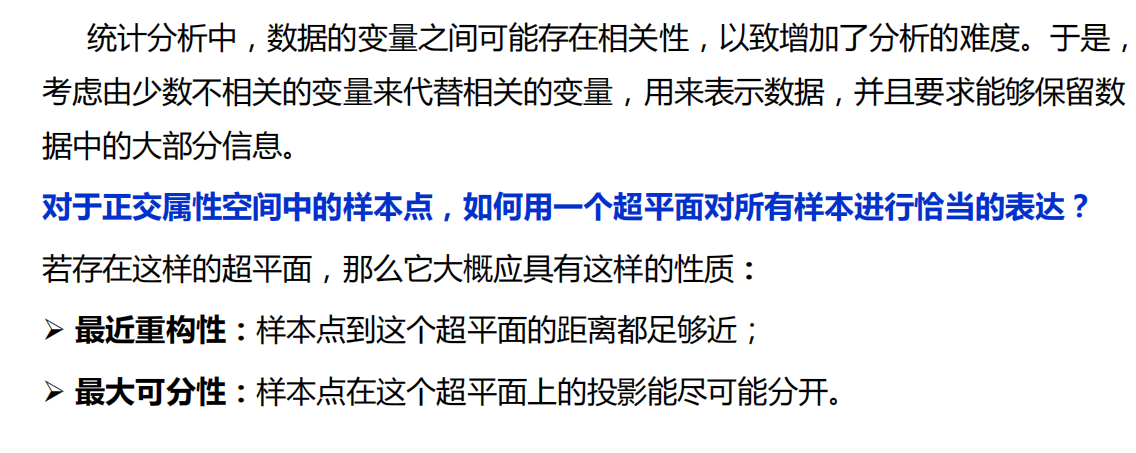 统计分析中，数据的变量之间可能存在相关性，以致增加了分析的难度。于是，
考虑由少数不相关的变量来代替相关的变量，用来表示数据，并且要求能够保留数
据中的大部分信息。
对于正交属性空间中的样本点，如何用一个超平面对所有样本进行恰当的表达？
若存在这样的超平面，那么它大概应具有这样的性质：
➢ 最近重构性：样本点到这个超平面的距离都足够近；
➢ 最大可分性：样本点在这个超平面上的投影能尽可能分开。